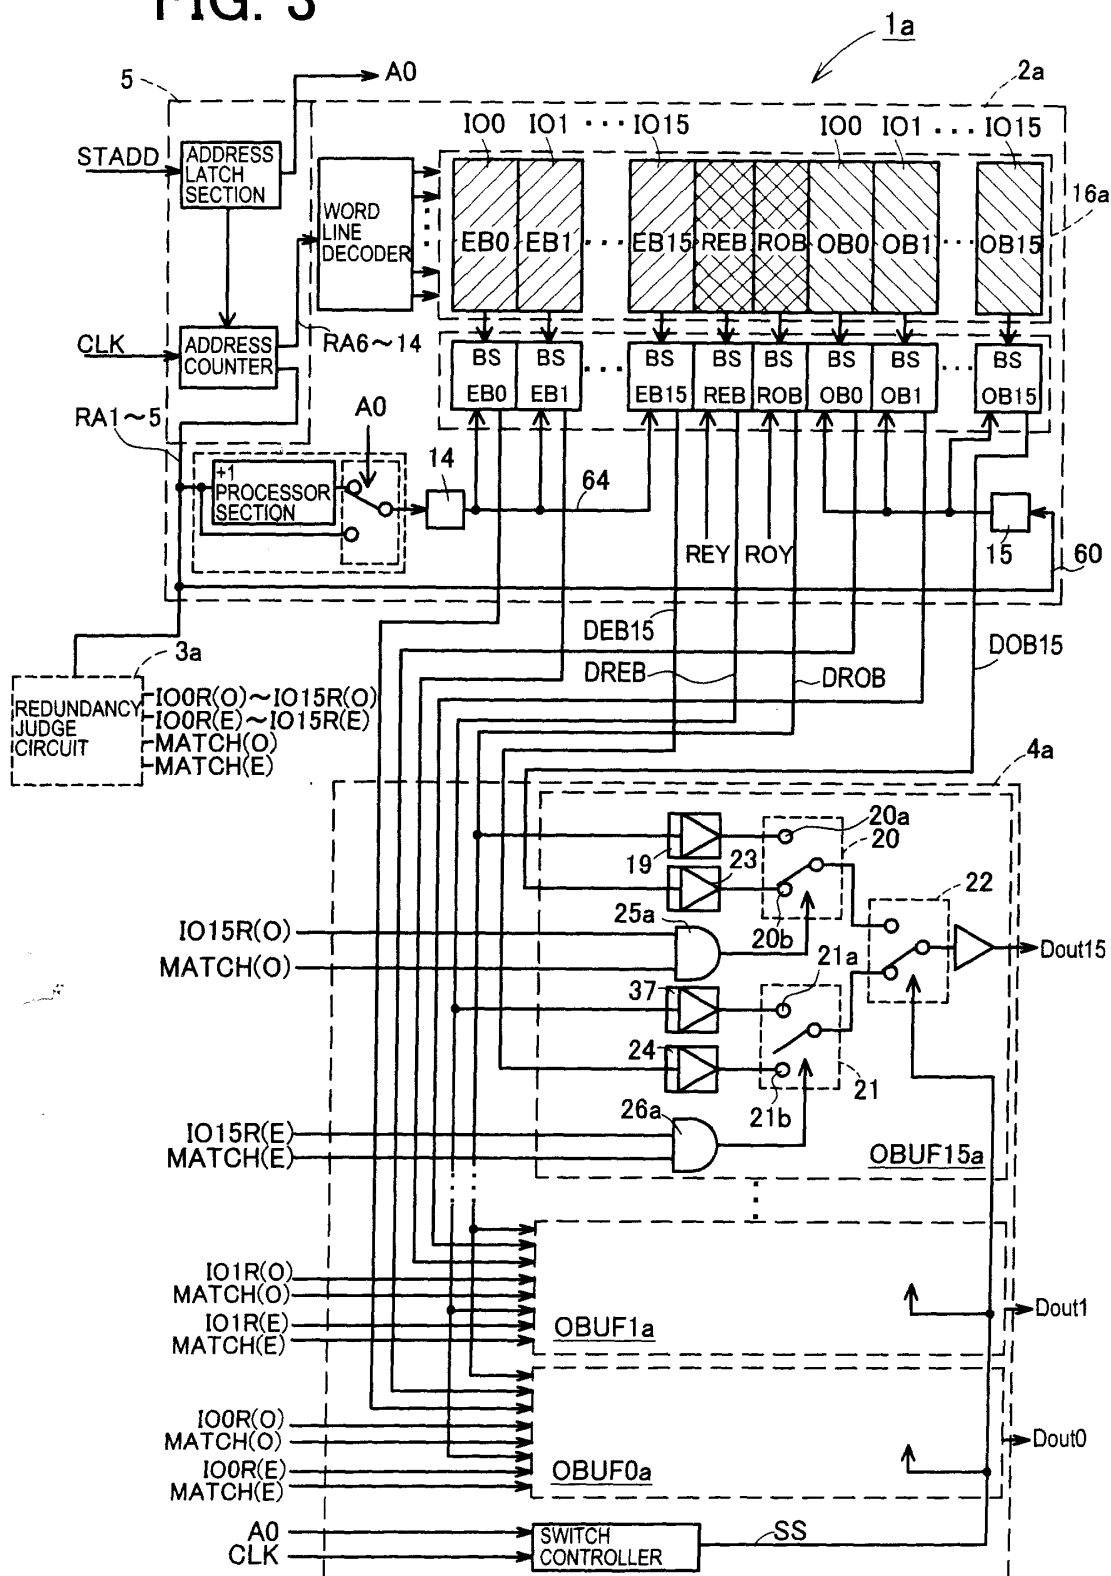 FIG. 3
1a
5
A0
2a
IO0 IO1 ··· IO15 IO0 IO1 ··· IO15
STADD
ADDRESS
LATCH
SECTION
WORD
LINE
DECODER
16a
EB0 EB1 ··· EB15 REB ROB OB0 OB1 ··· OB15
CLK
ADDRESS
COUNTER
RA6~14
BS BS ··· BS BS BS BS BS ··· BS
EB0 EB1 EB15 REB ROB OB0 OB1 OB15
RA1~5
A0
+1
PROCESSOR
SECTION
14
64
REY ROY
15
60
DEB15
DOB15
DREB
DROB
3a
REDUNDANCY
JUDGE
CIRCUIT
IO0R(O)~IO15R(O)
IO0R(E)~IO15R(E)
MATCH(O)
MATCH(E)
4a
20a
19
20
23
22
25a
20b
IO15R(O)
MATCH(O)
Dout15
21a
37
24
21
21b
26a
IO15R(E)
MATCH(E)
OBUF15a
IO1R(O)
MATCH(O)
IO1R(E)
MATCH(E)
OBUF1a
Dout1
IO0R(O)
MATCH(O)
IO0R(E)
MATCH(E)
OBUF0a
Dout0
A0
CLK
SWITCH
CONTROLLER
SS